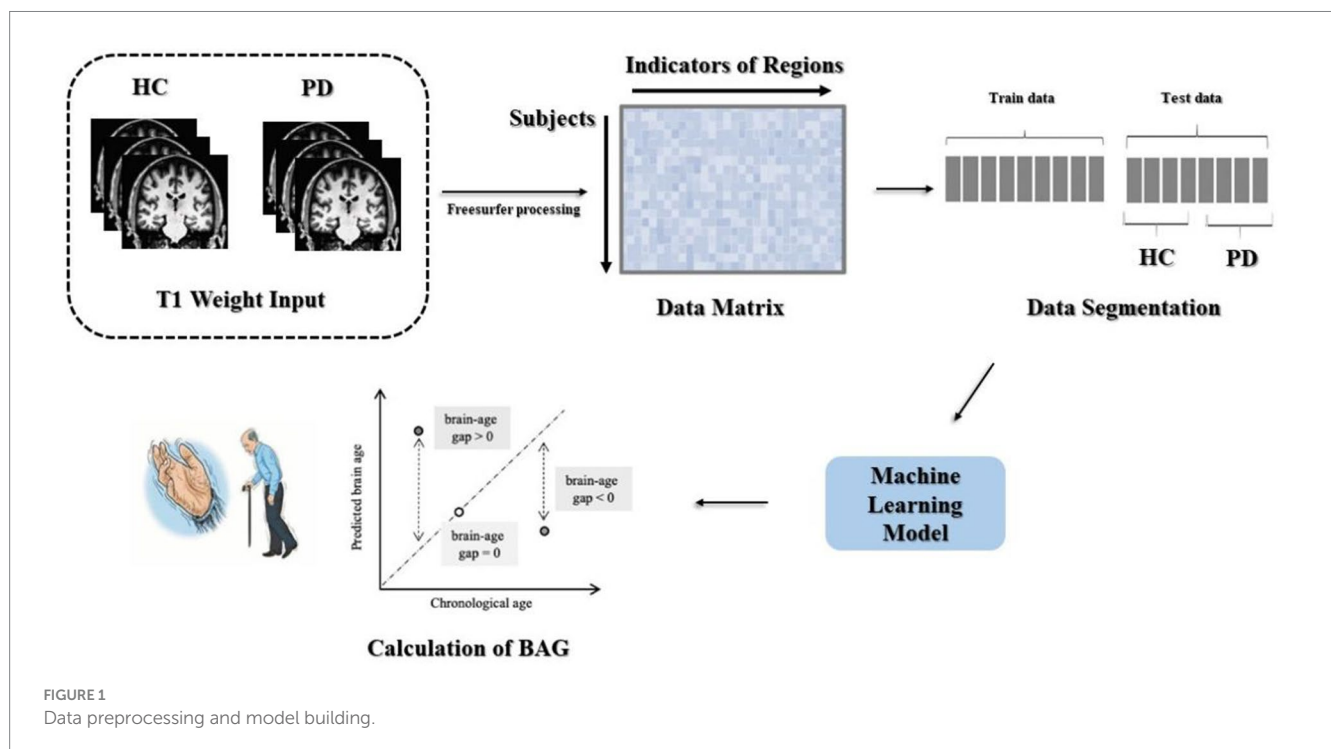 HC
PD
T1 Weight Input
Freesurfer processing
Indicators of Regions
Subjects
Data Matrix
Train data
Test data
HC
PD
Data Segmentation
Machine
Learning
Model
Predicted brain age
brain-age
gap > 0
brain-age
gap < 0
brain-age
gap = 0
Chronological age
Calculation of BAG
FIGURE 1
Data preprocessing and model building.